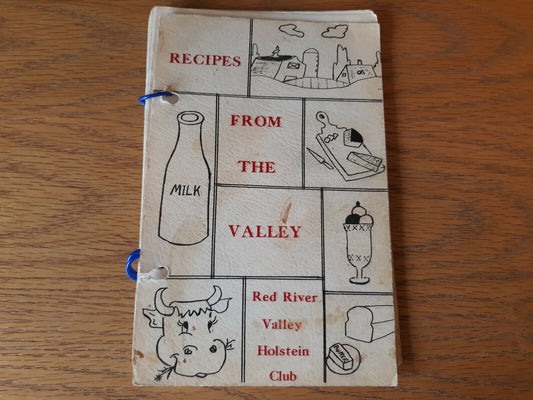 RECIPES
FROM
THE
VALLEY
MILK
Red River
Valley
Holstein
Club